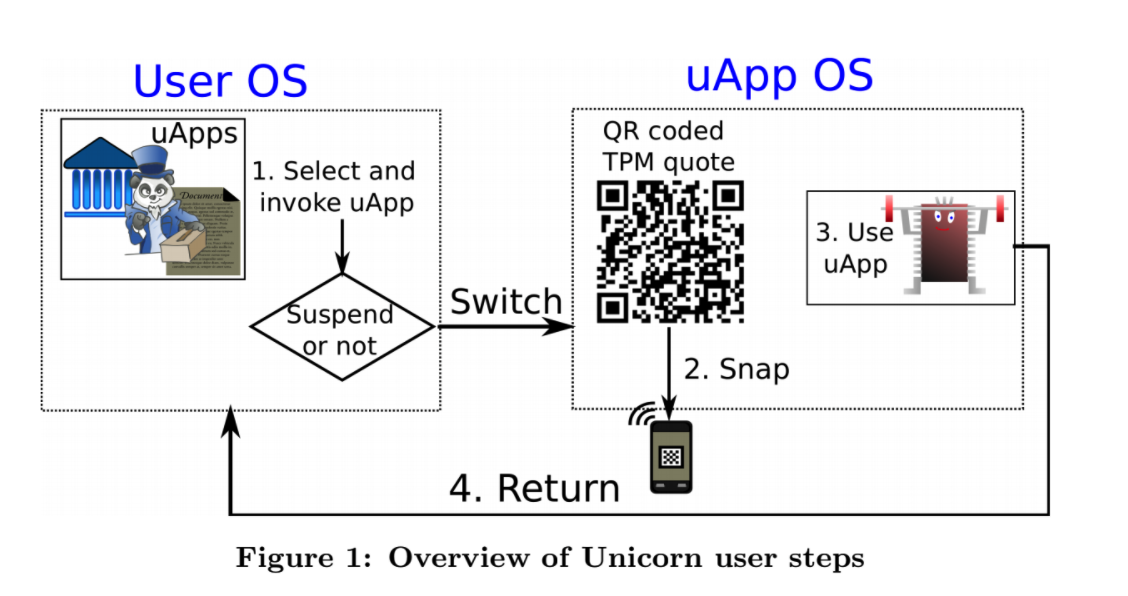 User OS
uApp OS
uApps
1. Select and
invoke uApp
Suspend
or not
Switch
QR coded
TPM quote
2. Snap
3. Use
uApp
4. Return
Document
Figure 1: Overview of Unicorn user steps